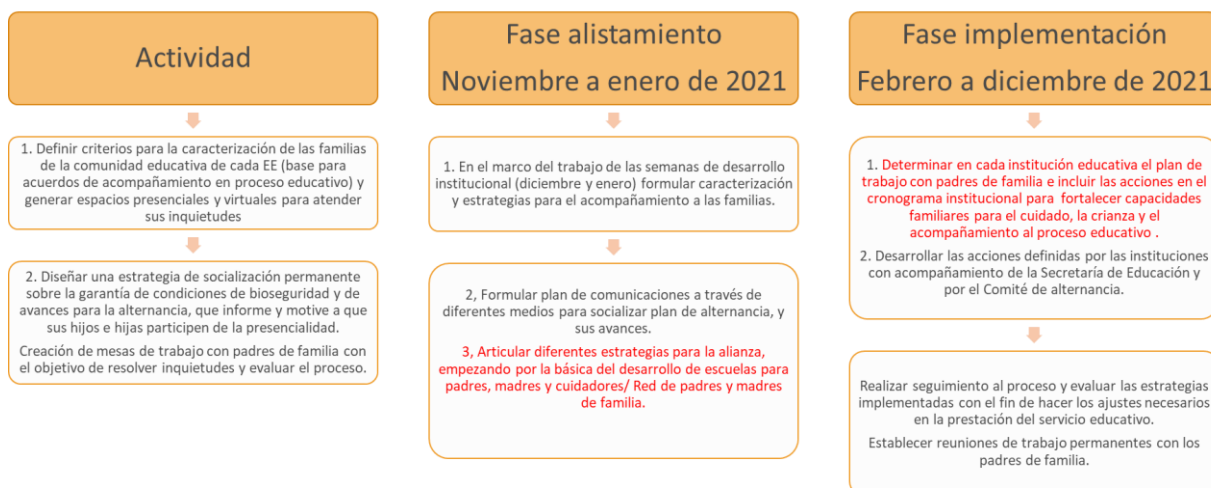 Actividad
1. Definir criterios para la caracterización de las familias
de la comunidad educativa de cada EE (base para
acuerdos de acompañamiento en proceso educativo) y
generar espacios presenciales y virtuales para atender
sus inquietudes
2. Diseñar una estrategia de socialización permanente
sobre la garantía de condiciones de bioseguridad y de
avances para la alternancia, que informe y motive a que
sus hijos e hijas participen de la presencialidad.
Creación de mesas de trabajo con padres de familia con
el objetivo de resolver inquietudes y evaluar el proceso.
Fase alistamiento
Noviembre a enero de 2021
1. En el marco del trabajo de las semanas de desarrollo
institucional (diciembre y enero) formular caracterización
y estrategias para el acompañamiento a las familias.
2, Formular plan de comunicaciones a través de
diferentes medios para socializar plan de alternancia, y
sus avances.
3, Articular diferentes estrategias para la alianza,
empezando por la básica del desarrollo de escuelas para
padres, madres y cuidadores/ Red de padres y madres
de familia.
Fase implementación
Febrero a diciembre de 2021
1. Determinar en cada institución educativa el plan de
trabajo con padres de familia e incluir las acciones en el
cronograma institucional para fortalecer capacidades
familiares para el cuidado, la crianza y el
acompañamiento al proceso educativo .
2. Desarrollar las acciones definidas por las instituciones
con acompañamiento de la Secretaría de Educación y
por el Comité de alternancia.
Realizar seguimiento al proceso y evaluar las estrategias
implementadas con el fin de hacer los ajustes necesarios
en la prestación del servicio educativo.
Establecer reuniones de trabajo permanentes con los
padres de familia.